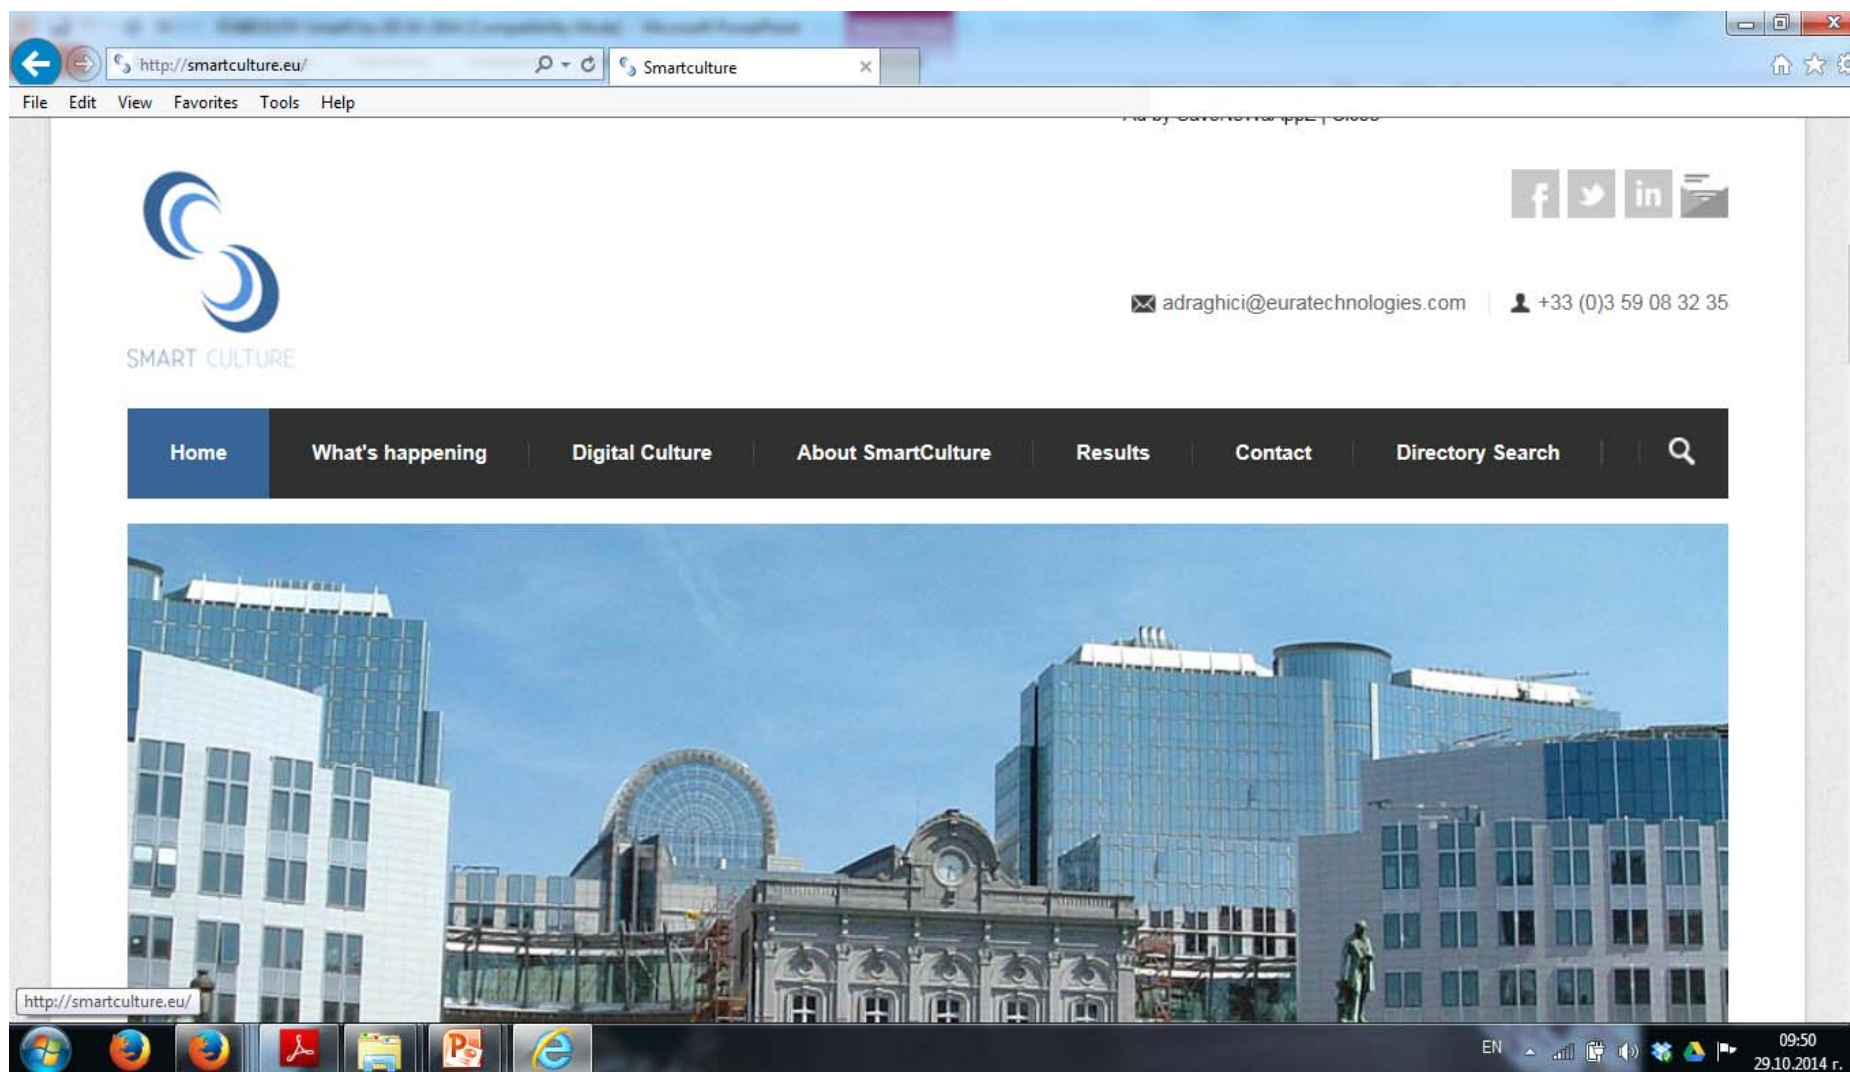 http://smartculture.eu/
Smartculture
File Edit View Favorites Tools Help
SMART CULTURE
f in
adraghici@euratechnologies.com +33 (0)3 59 08 32 35
Home What's happening Digital Culture About SmartCulture Results Contact Directory Search
http://smartculture.eu/
EN
09:50
29.10.2014 г.